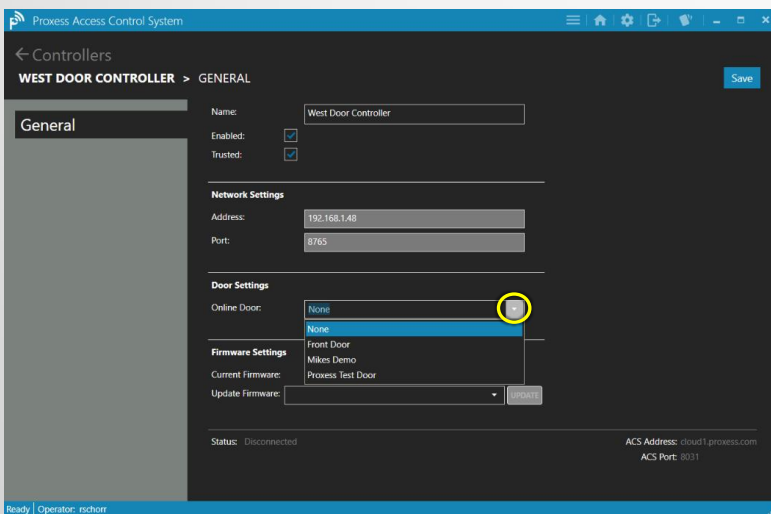 Proxess Access Control System
Controllers
WEST DOOR CONTROLLER > GENERAL
Save
General
Name: West Door Controller
Enabled:
Trusted:
Network Settings
Address: 192.168.1.48
Port: 8765
Door Settings
Online Door: None
None
Front Door
Mikes Demo
Proxess Test Door
Firmware Settings
Current Firmware:
Update Firmware: UPDATE
Status: Disconnected
ACS Address: cloud1.proxess.com
ACS Port: 8031
Ready Operator: rschorr